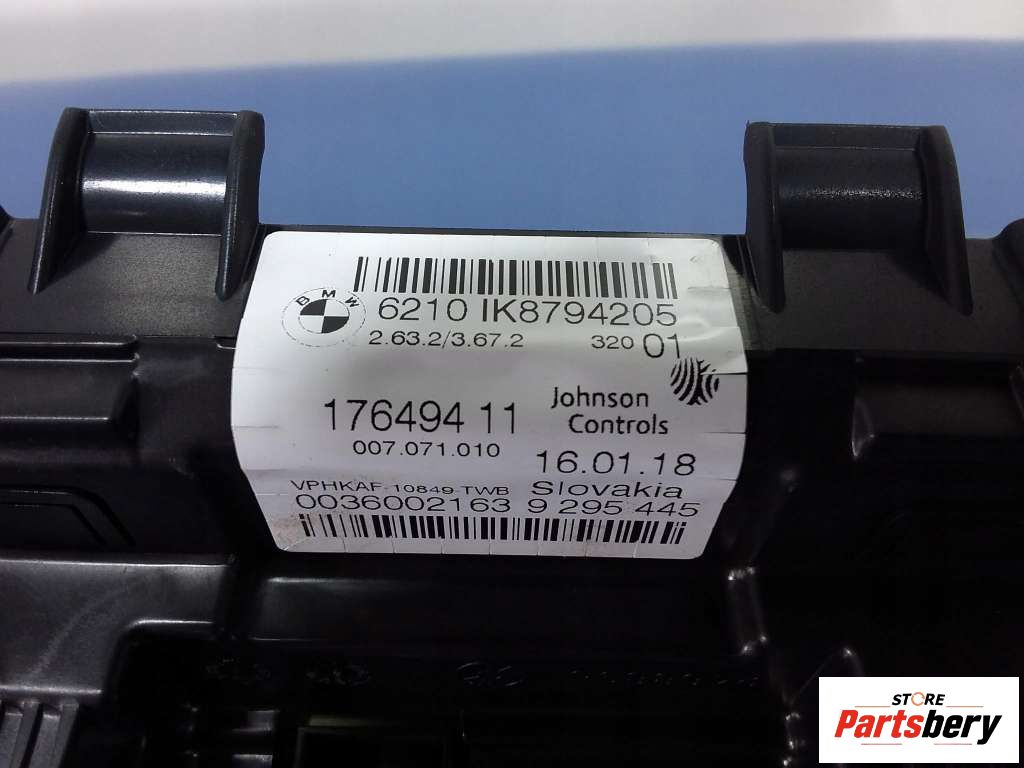 BMW
6210 IK8794205
2.63.2/3.67.2 320 01
176494 11 Johnson
Controls
007.071.010
16.01.18
VPHKAF-10849-TWB Slovakia
0036002163 9 295 445
STORE
Partsbery